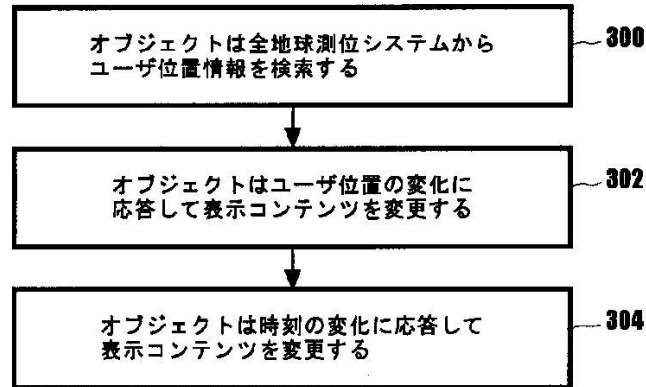 オブジェクトは全地球測位システムから
ユーザ位置情報を検索する
300
オブジェクトはユーザ位置の変化に
応答して表示コンテンツを変更する
302
オブジェクトは時刻の変化に応答して
表示コンテンツを変更する
304